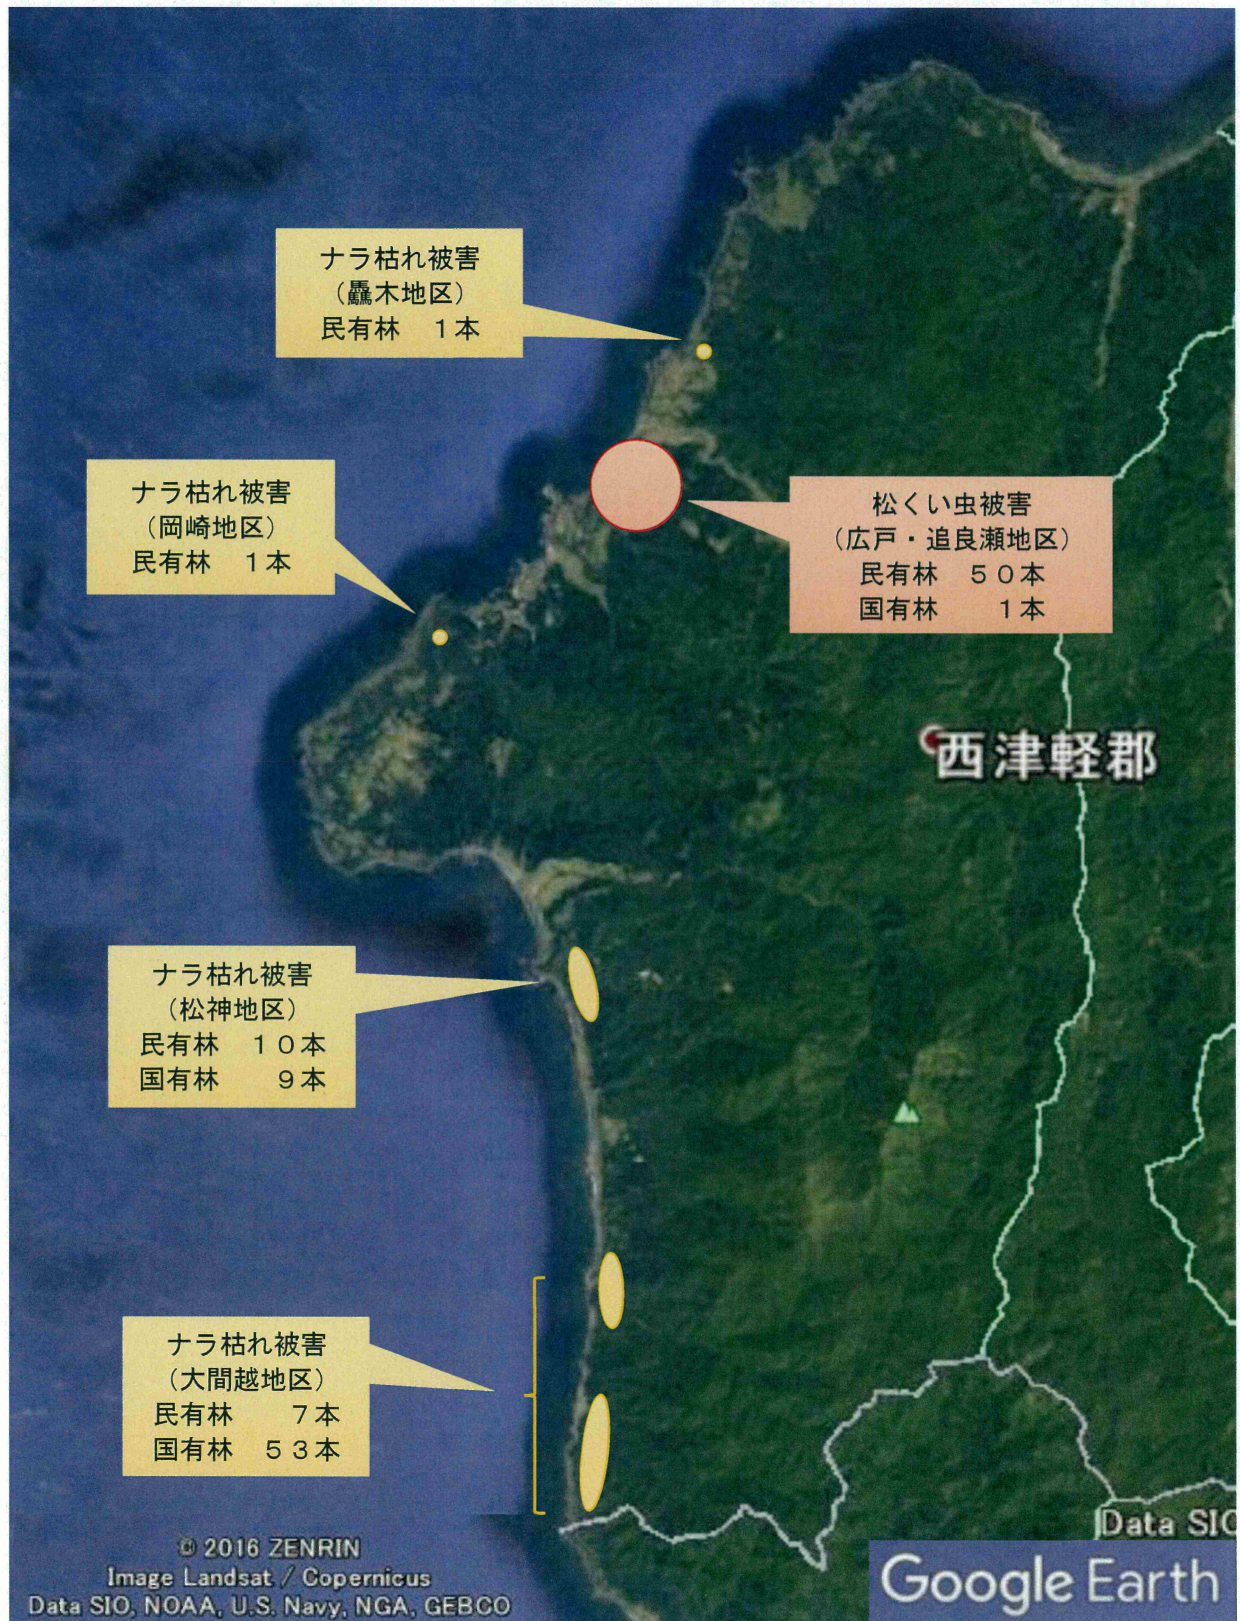 ナラ枯れ被害
（驫木地区）
民有林　１本
ナラ枯れ被害
（岡崎地区）
民有林　１本
松くい虫被害
（広戸・追良瀬地区）
民有林　５０本
国有林　　１本
西津軽郡
ナラ枯れ被害
（松神地区）
民有林　１０本
国有林　　９本
ナラ枯れ被害
（大間越地区）
民有林　　７本
国有林　５３本
© 2016 ZENRIN
Image Landsat / Copernicus
Data SIO, NOAA, U.S. Navy, NGA, GEBCO
Data SIO
Google Earth